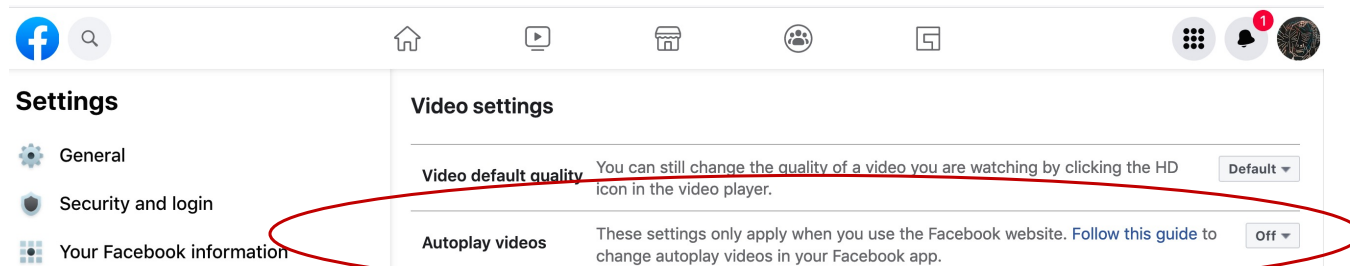 1
Settings
General
Security and login
Your Facebook information
Video settings
Video default quality
You can still change the quality of a video you are watching by clicking the HD
icon in the video player.
Default
Autoplay videos
These settings only apply when you use the Facebook website. Follow this guide to
change autoplay videos in your Facebook app.
Off